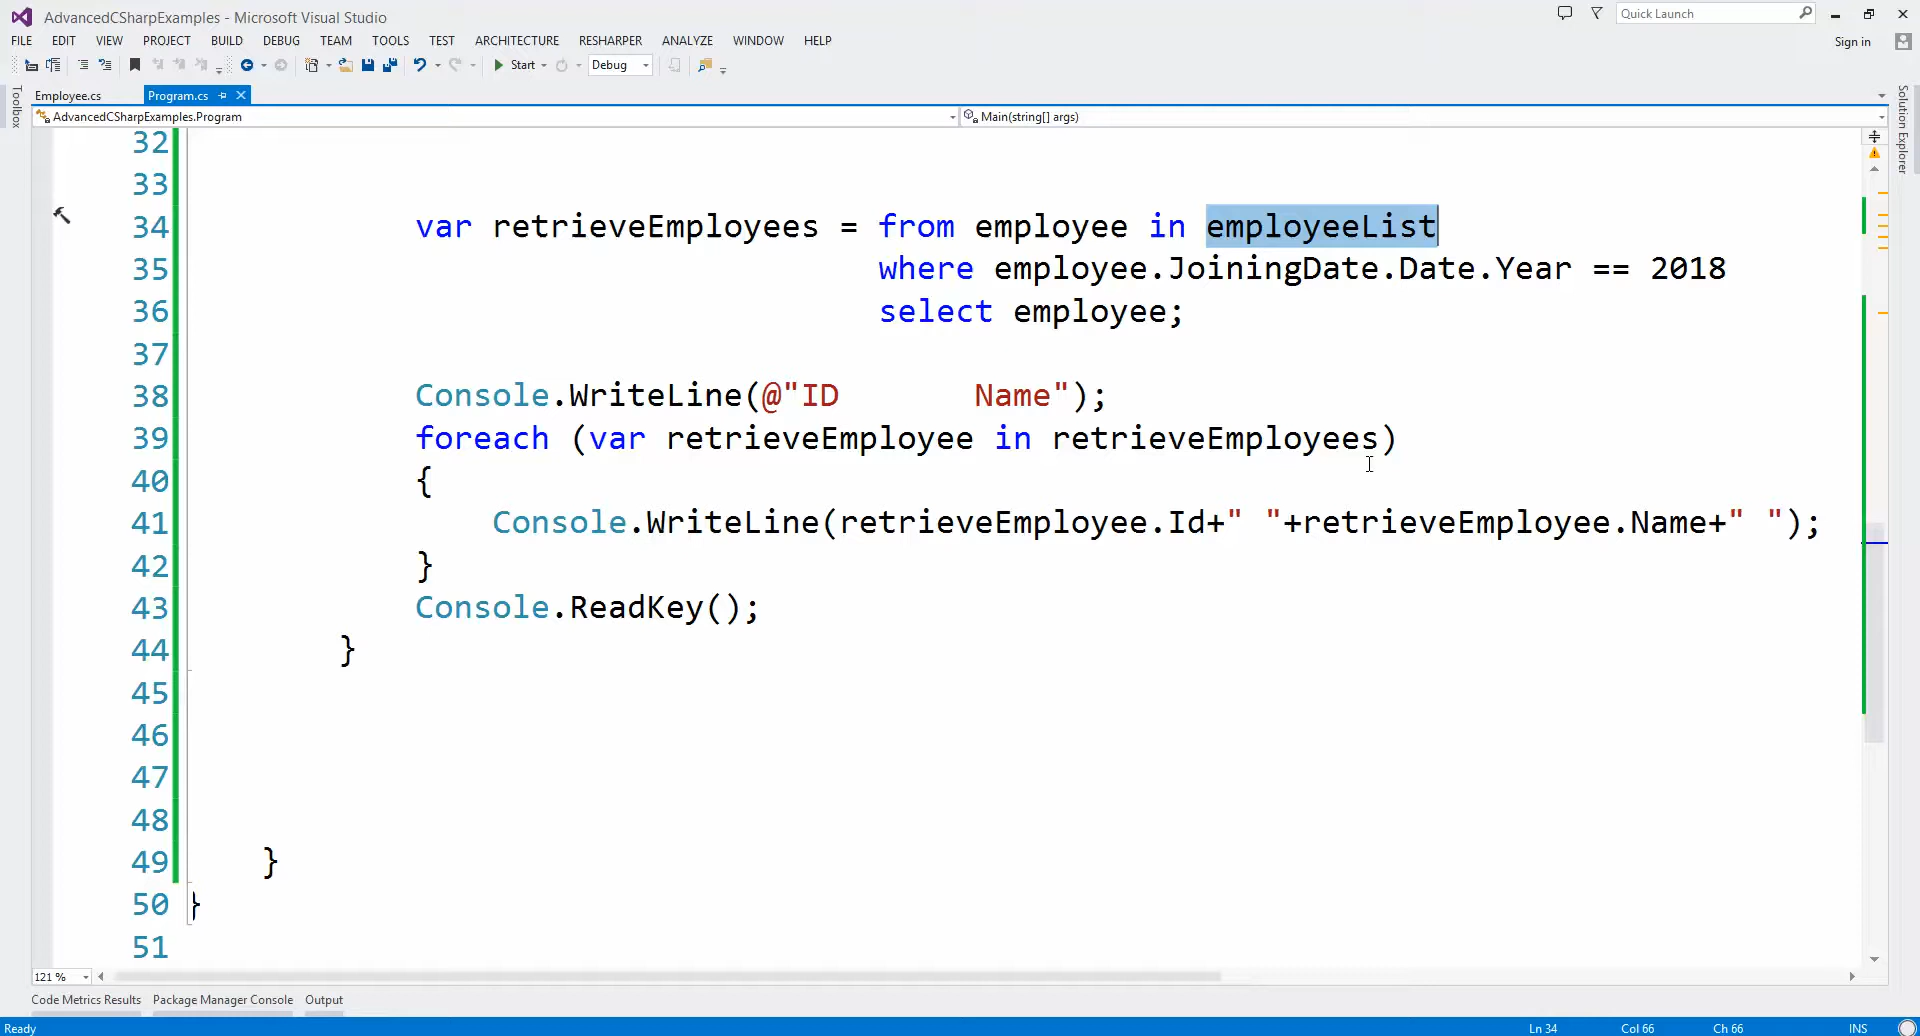 AdvancedCSharpExamples - Microsoft Visual Studio
Quick Launch
FILE EDIT VIEW PROJECT BUILD DEBUG TEAM TOOLS TEST ARCHITECTURE RESHARPER ANALYZE WINDOW HELP
Sign in
Start Debug
Toolbox
Employee.cs Program.cs
Solution Explorer
AdvancedCSharpExamples.Program Main(string[] args)
32
33
34 var retrieveEmployees = from employee in employeeList
35 where employee.JoiningDate.Date.Year == 2018
36 select employee;
37
38 Console.WriteLine(@"ID Name");
39 foreach (var retrieveEmployee in retrieveEmployees)
40 {
41 Console.WriteLine(retrieveEmployee.Id+" "+retrieveEmployee.Name+" ");
42 }
43 Console.ReadKey();
44 }
45
46
47
48
49 }
50 }
51
121 %
Code Metrics Results Package Manager Console Output
Ready Ln 34 Col 66 Ch 66 INS